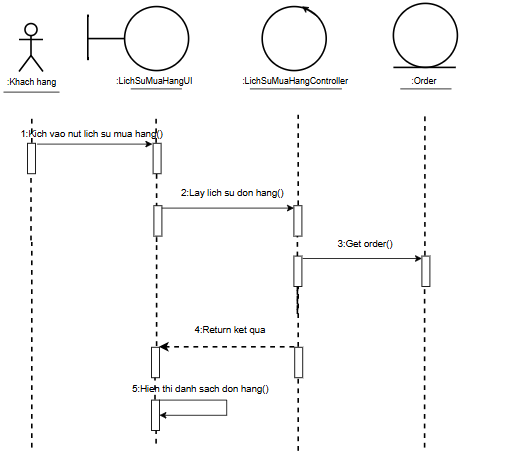 :Khach hang
:LichSuMuaHangUI
:LichSuMuaHangController
:Order
1:Kich vao nut lich su mua hang()
2:Lay lich su don hang()
3:Get order()
4:Return ket qua
5:Hien thi danh sach don hang()